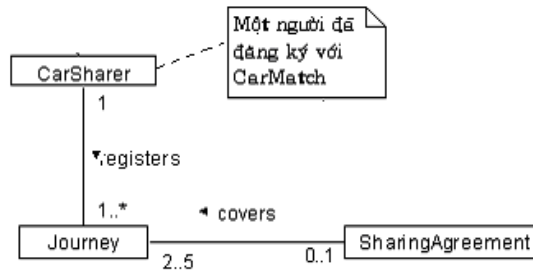 Một người đã
đăng ký với
CarMatch
CarSharer
1
registers
1..*
covers
Journey
2..5
0..1
SharingAgreement